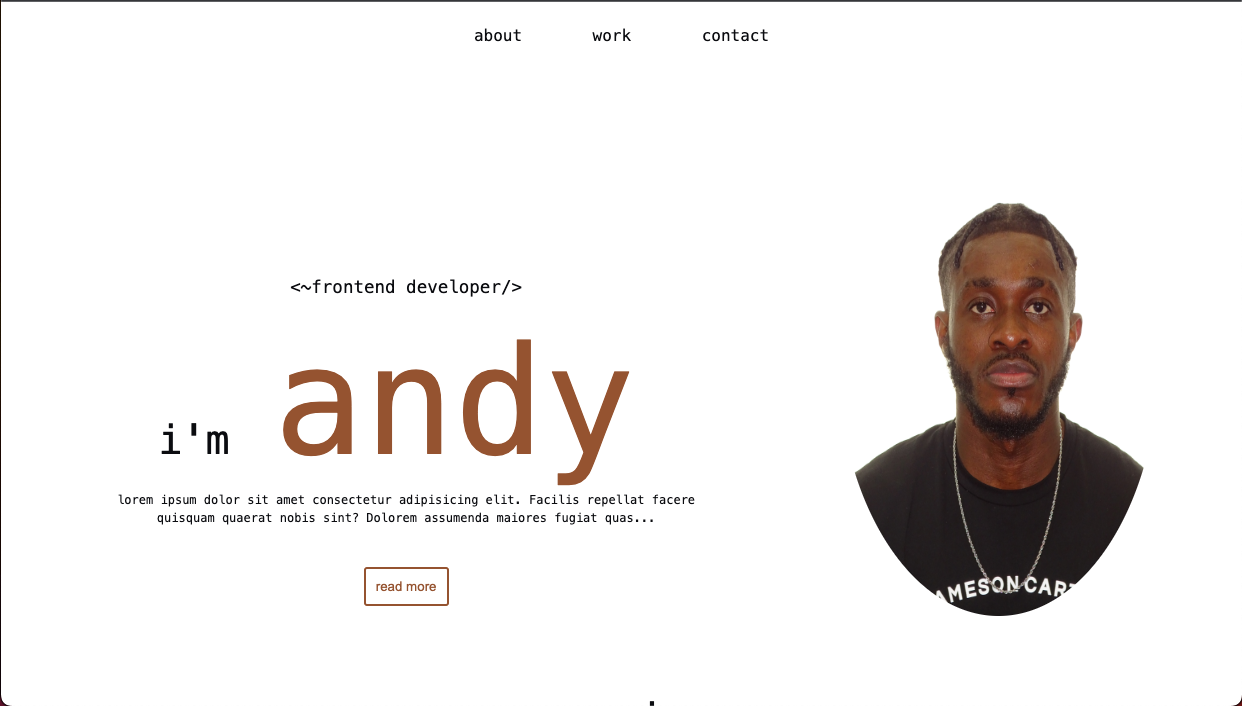 about work contact
<~frontend developer/>
i'm andy
lorem ipsum dolor sit amet consectetur adipisicing elit. Facilis repellat facere
quisquam quaerat nobis sint? Dolorem assumenda maiores fugiat quas...
read more
AMESON CART